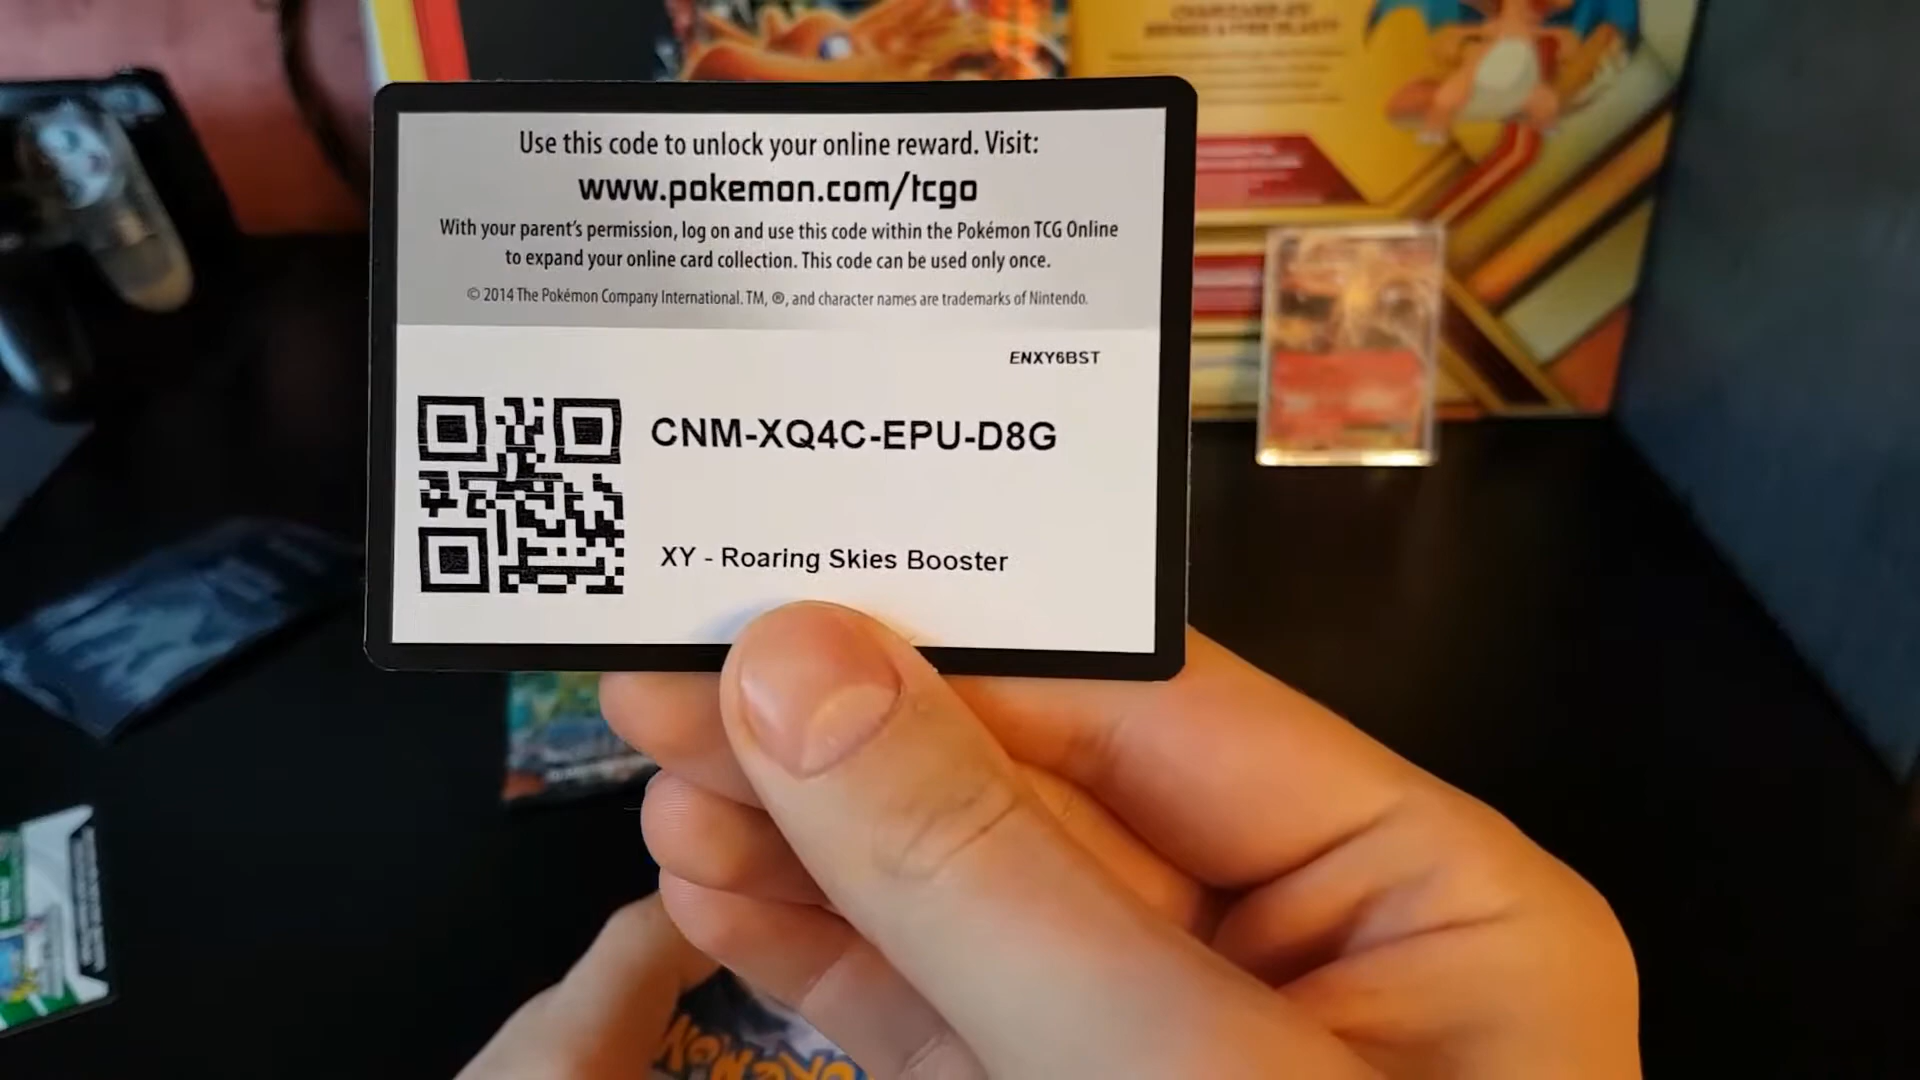 Use this code to unlock your online reward. Visit:
www.pokemon.com/tcgo
With your parent's permission, log on and use this code within the Pokémon TCG Online
to expand your online card collection. This code can be used only once.
© 2014 The Pokémon Company International. TM, ®, and character names are trademarks of Nintendo.
ENXY6BST
CNM-XQ4C-EPU-D8G
XY - Roaring Skies Booster
POKEMON